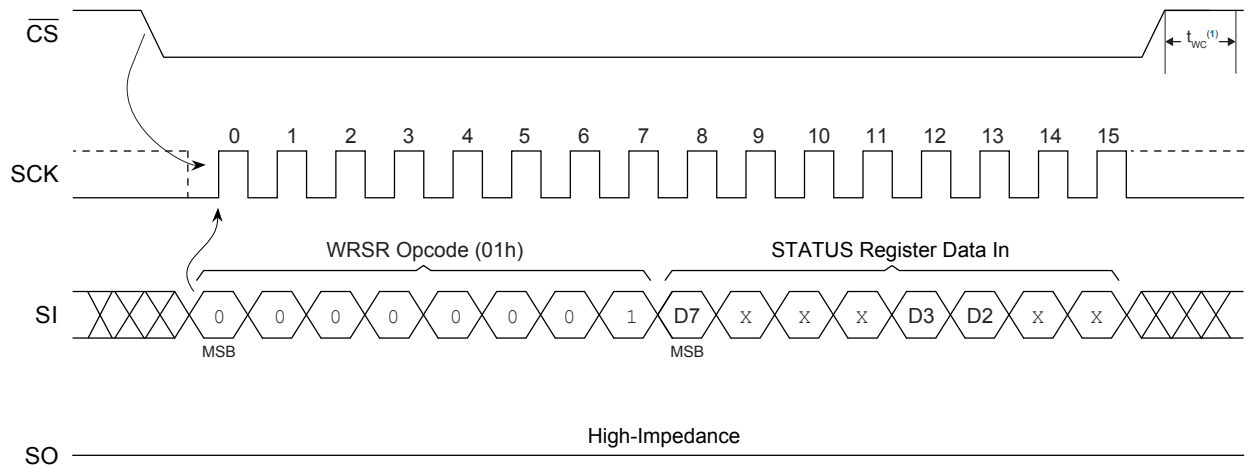 CS
t_WC(1)
0 1 2 3 4 5 6 7 8 9 10 11 12 13 14 15
SCK
WRSR Opcode (01h) STATUS Register Data In
SI 0 0 0 0 0 0 0 1 D7 X X X D3 D2 X X
MSB MSB
High-Impedance
SO